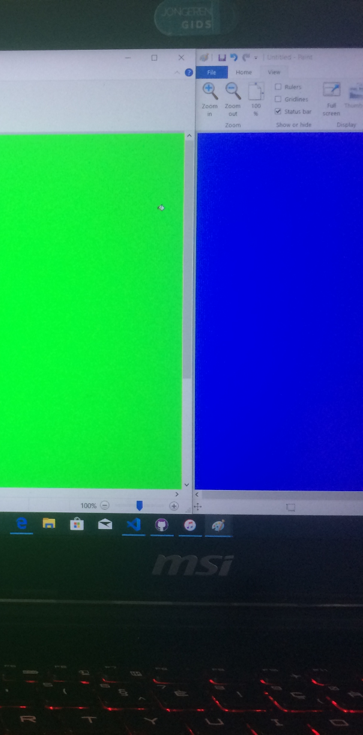 JONGEREN
GIDS
Untitled - Paint
File Home View
Zoom in
Zoom out
100 %
Rulers
Gridlines
Status bar
Full screen
Zoom
Show or hide
Display
100%
msi
R T Y U I O